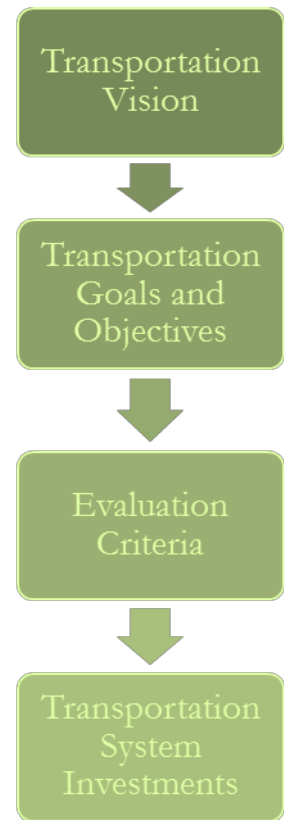 Transportation
Vision
Transportation
Goals and
Objectives
Evaluation
Criteria
Transportation
System
Investments